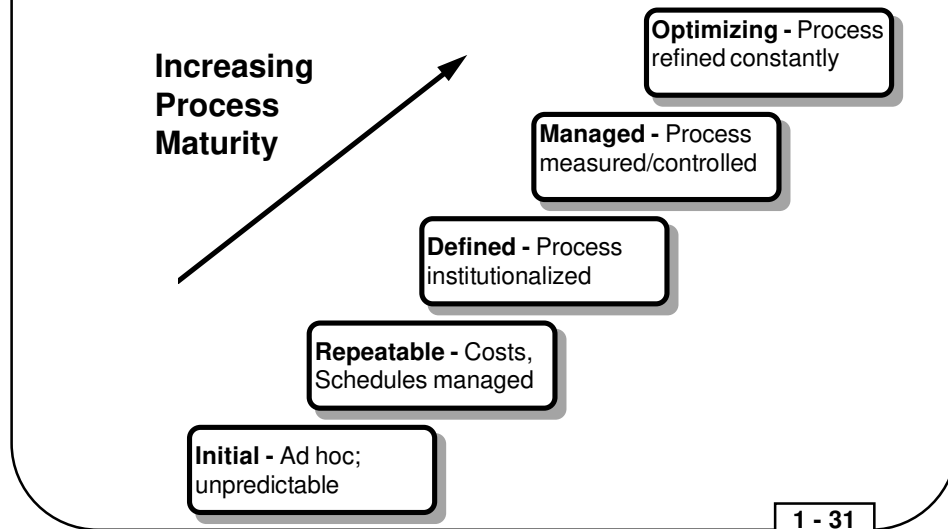 Increasing
Process
Maturity
Optimizing - Process
refined constantly
Managed - Process
measured/controlled
Defined - Process
institutionalized
Repeatable - Costs,
Schedules managed
Initial - Ad hoc;
unpredictable
1 - 31